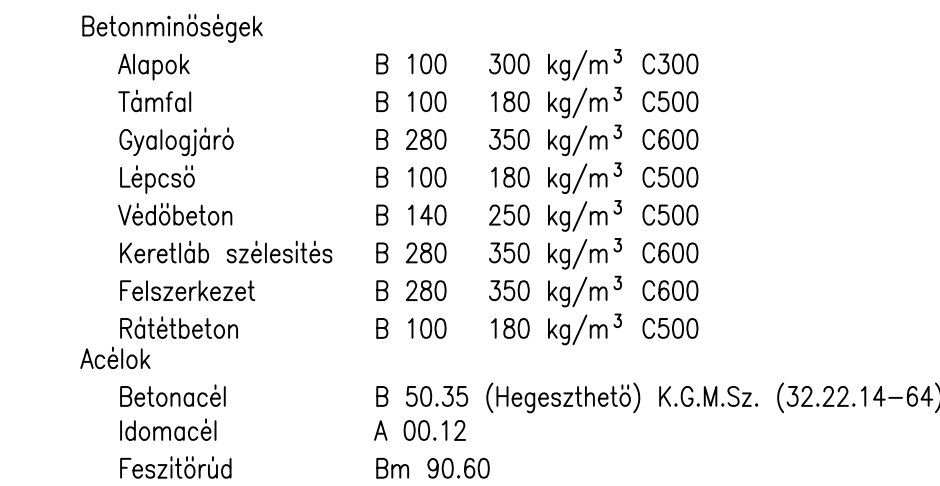 Betonminöségek
Alapok B 100 300 kg/m³ C300
Támfal B 100 180 kg/m³ C500
Gyalogjáró B 280 350 kg/m³ C600
Lépcsö B 100 180 kg/m³ C500
Védöbeton B 140 250 kg/m³ C500
Keretláb szélesítés B 280 350 kg/m³ C600
Felszerkezet B 280 350 kg/m³ C600
Rátétbeton B 100 180 kg/m³ C500
Acélok
Betonacél B 50.35 (Hegeszthetö) K.G.M.Sz. (32.22.14-64)
Idomacél A 00.12
Feszítörúd Bm 90.60